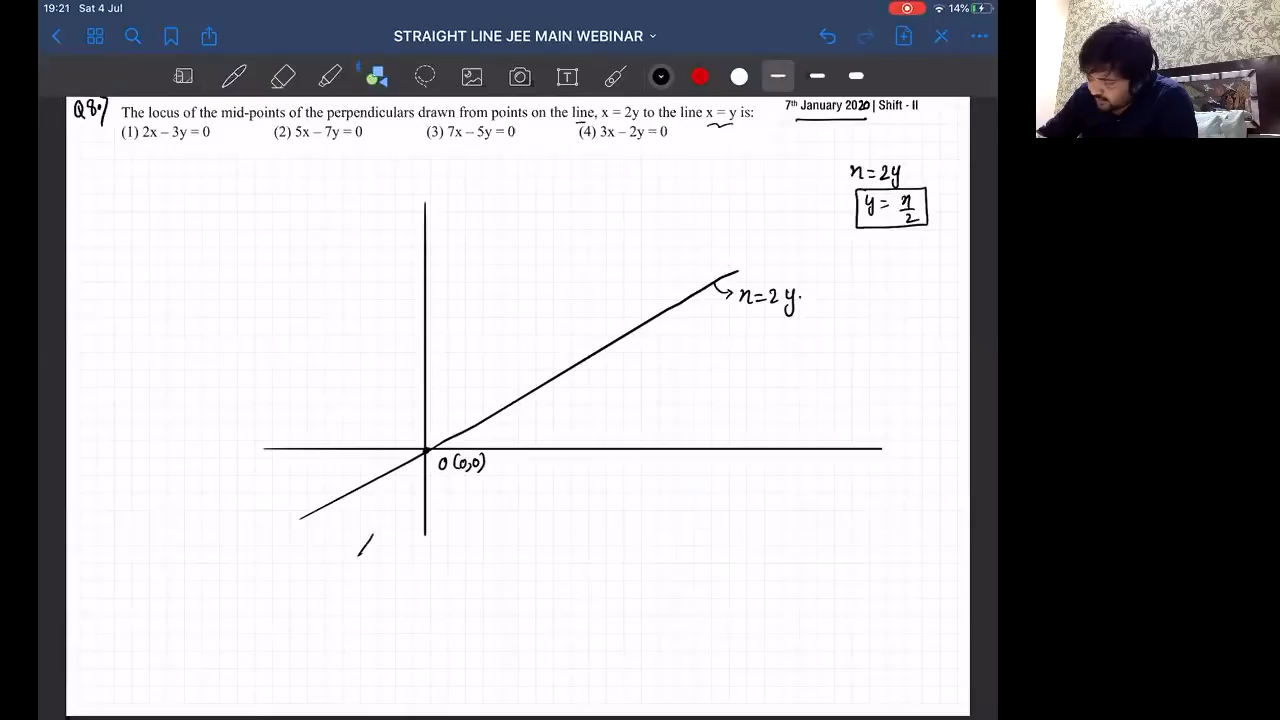 19:21 Sat 4 Jul
14%
STRAIGHT LINE JEE MAIN WEBINAR
Q8.
The locus of the mid-points of the perpendiculars drawn from points on the line, x = 2y to the line x = y is:
7th January 2020 | Shift - II
(1) 2x – 3y = 0 (2) 5x – 7y = 0 (3) 7x – 5y = 0 (4) 3x – 2y = 0
x = 2y
y = x/2
x = 2y.
O (0,0)